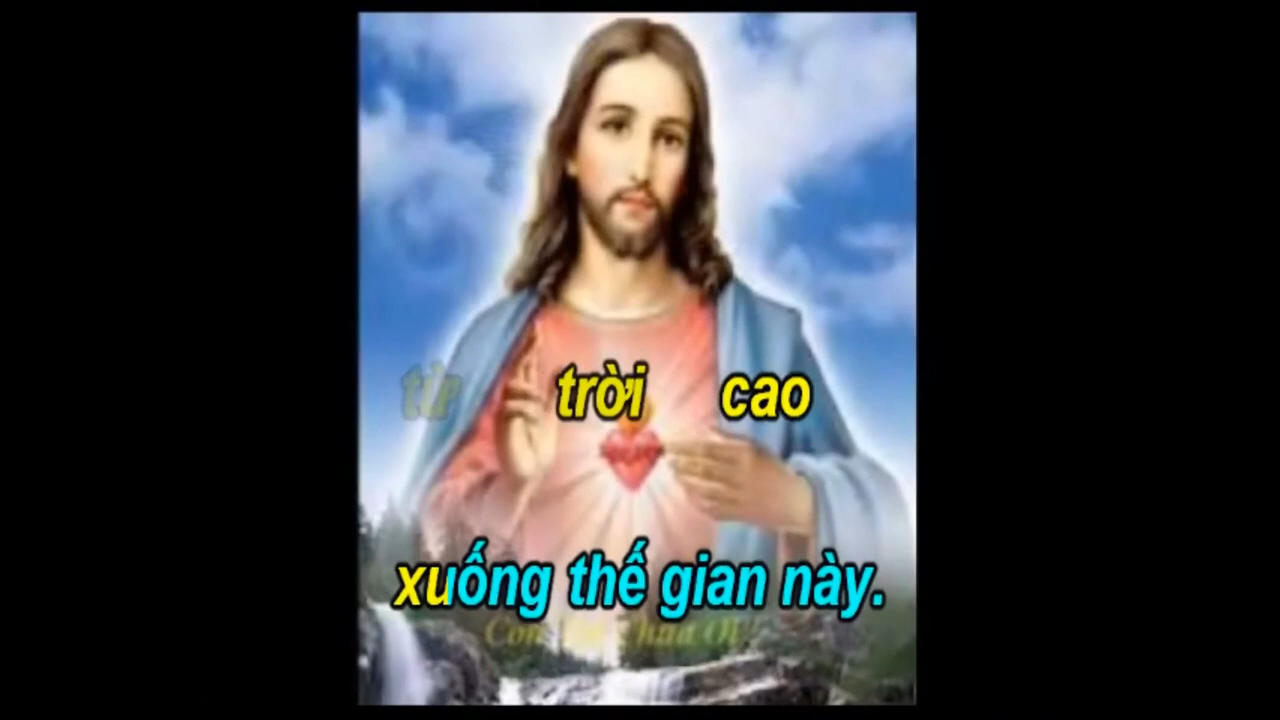 từ trời cao
xuống thế gian này.